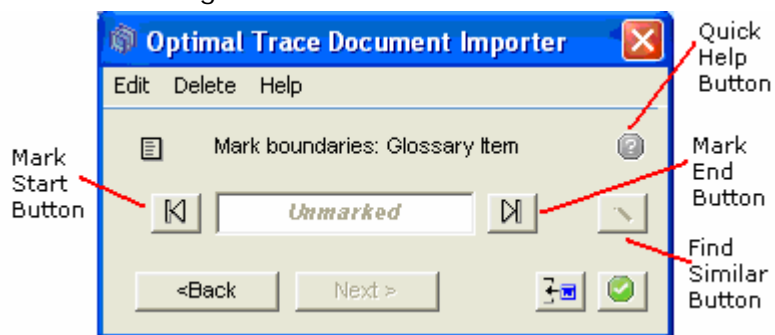 Optimal Trace Document Importer
Quick
Help
Button
Edit Delete Help
Mark boundaries: Glossary Item
Mark
Start
Button
Mark
End
Button
Unmarked
Find
Similar
Button
<Back
Next >